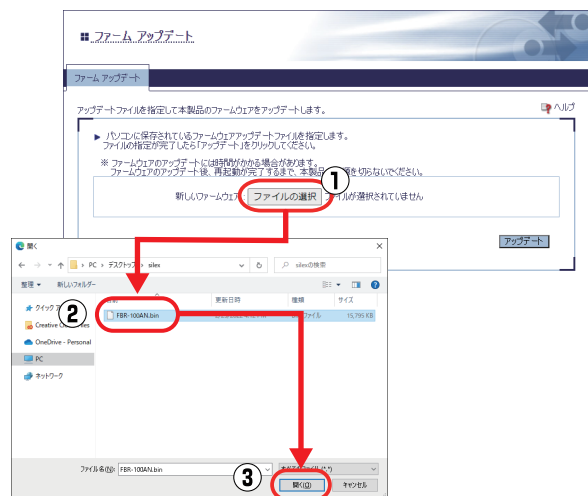 ファーム アップデート
ファーム アップデート
アップデートファイルを指定して本製品のファームウェアをアップデートします。
ヘルプ
▶ パソコンに保存されているファームウェアアップデートファイルを指定します。
ファイルの指定が完了したら「アップデート」をクリックしてください。
※ ファームウェアのアップデートには時間がかかる場合があります。
ファームウェアのアップデート後、再起動が完了するまで、本製品 源を切らないでください。
①
新しいファームウェア: ファイルの選択 イルが選択されていません
アップデート
開く
PC > デスクトップ > silex
silexの検索
整理 新しいフォルダー
更新日時 種類 サイズ
クイックア
②
FBR-100AN.bin
ファイル 15,795 KB
Creative C les
OneDrive - Personal
PC
ネットワーク
ファイル名(N): FBR-100AN.bin
(*.*)
③
開く(O) キャンセル